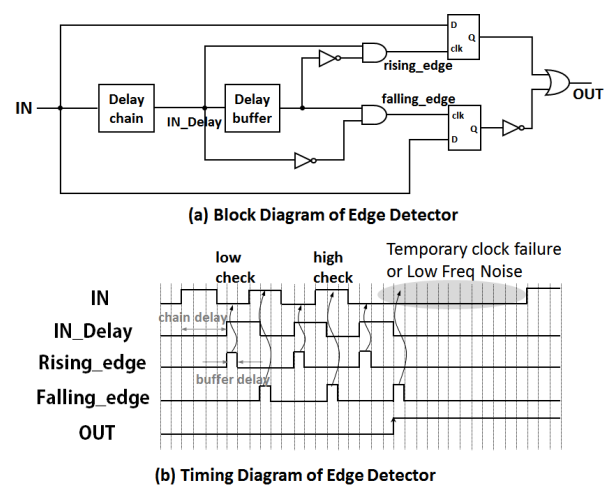 D
Q
clk
rising_edge
falling_edge
IN
Delay
chain
IN_Delay
Delay
buffer
clk
Q
D
OUT
(a) Block Diagram of Edge Detector
low
check
high
check
Temporary clock failure
or Low Freq Noise
IN
chain delay
IN_Delay
Rising_edge
buffer delay
Falling_edge
OUT
(b) Timing Diagram of Edge Detector